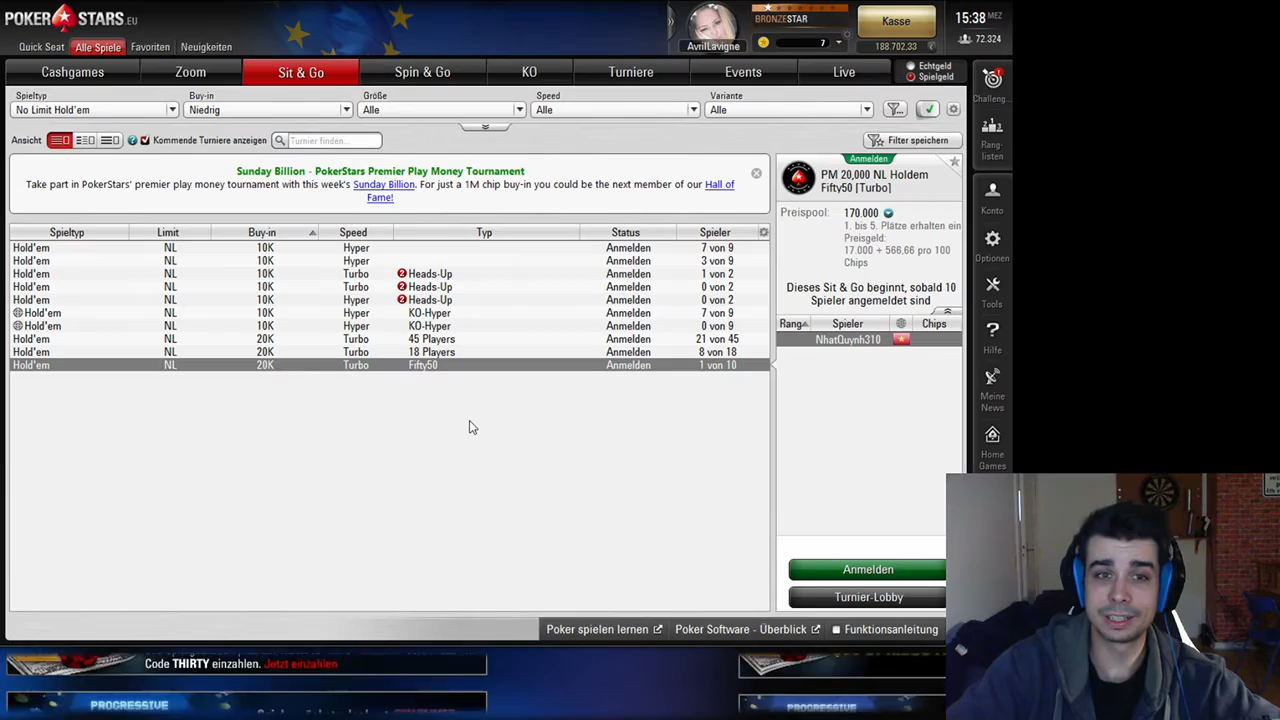 POKER STARS.EU
BRONZESTAR
Kasse
15:38 MEZ
AvrilLavigne
7
188.702,33
72.324
Quick Seat Alle Spiele Favoriten Neuigkeiten
Cashgames Zoom Sit & Go Spin & Go KO Turniere Events Live
Echtgeld
Spielgeld
Spieltyp Buy-in Größe Speed Variante
No Limit Hold'em Niedrig Alle Alle Alle
Ansicht Kommende Turniere anzeigen Turnier finden... Filter speichern
Sunday Billion - PokerStars Premier Play Money Tournament
Take part in PokerStars' premier play money tournament with this week's Sunday Billion. For just a 1M chip buy-in you could be the next member of our Hall of
Fame!
Spieltyp Limit Buy-in Speed Typ Status Spieler
Hold'em NL 10K Hyper Anmelden 7 von 9
Hold'em NL 10K Hyper Anmelden 3 von 9
Hold'em NL 10K Turbo 2 Heads-Up Anmelden 1 von 2
Hold'em NL 10K Turbo 2 Heads-Up Anmelden 0 von 2
Hold'em NL 10K Hyper 2 Heads-Up Anmelden 0 von 2
Hold'em NL 10K Hyper KO-Hyper Anmelden 7 von 9
Hold'em NL 10K Hyper KO-Hyper Anmelden 0 von 9
Hold'em NL 20K Turbo 45 Players Anmelden 21 von 45
Hold'em NL 20K Turbo 18 Players Anmelden 8 von 18
Hold'em NL 20K Turbo Fifty50 Anmelden 1 von 10
Anmelden
PM 20,000 NL Holdem
Fifty50 [Turbo]
Preispool: 170.000
1. bis 5. Plätze erhalten ein
Preisgeld:
17.000 + 566,66 pro 100
Chips
Dieses Sit & Go beginnt, sobald 10
Spieler angemeldet sind
Rang Spieler Chips
NhatQuynh310
Anmelden
Turnier-Lobby
Challeng...
Rang-
listen
Konto
Optionen
Tools
Hilfe
Meine
News
Home
Games
Poker spielen lernen Poker Software - Überblick Funktionsanleitung
Code THIRTY einzahlen. Jetzt einzahlen
PROGRESSIVE
PROGRESSIVE